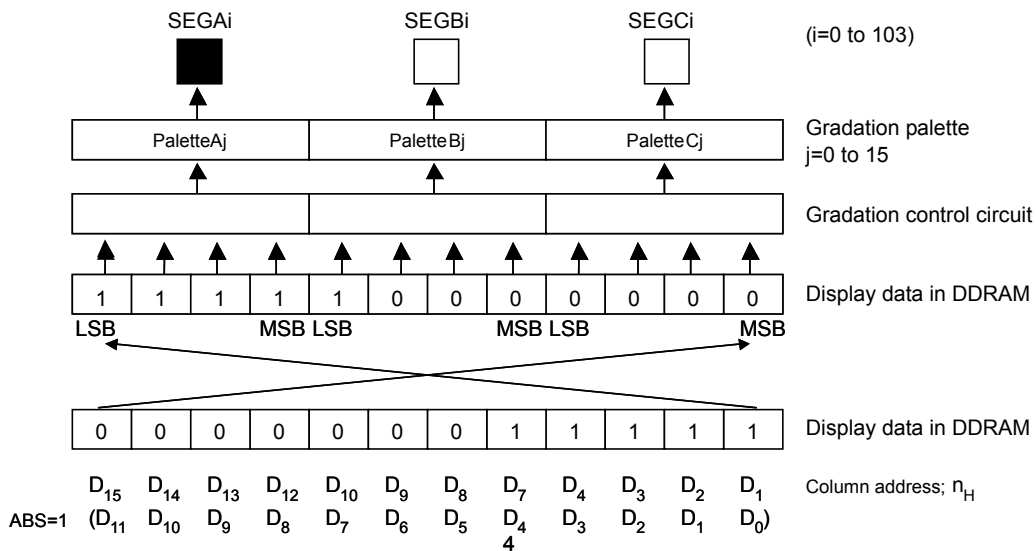 SEGAi SEGBi SEGCi
(i=0 to 103)
PaletteAj PaletteBj PaletteCj Gradation palette
j=0 to 15
Gradation control circuit
1 1 1 1 1 0 0 0 0 0 0 0 Display data in DDRAM
LSB MSB LSB MSB LSB MSB
0 0 0 0 0 0 0 1 1 1 1 1 Display data in DDRAM
D15 D14 D13 D12 D10 D9 D8 D7 D4 D3 D2 D1 Column address; nH
ABS=1 (D11 D10 D9 D8 D7 D6 D5 D4 D3 D2 D1 D0)
4